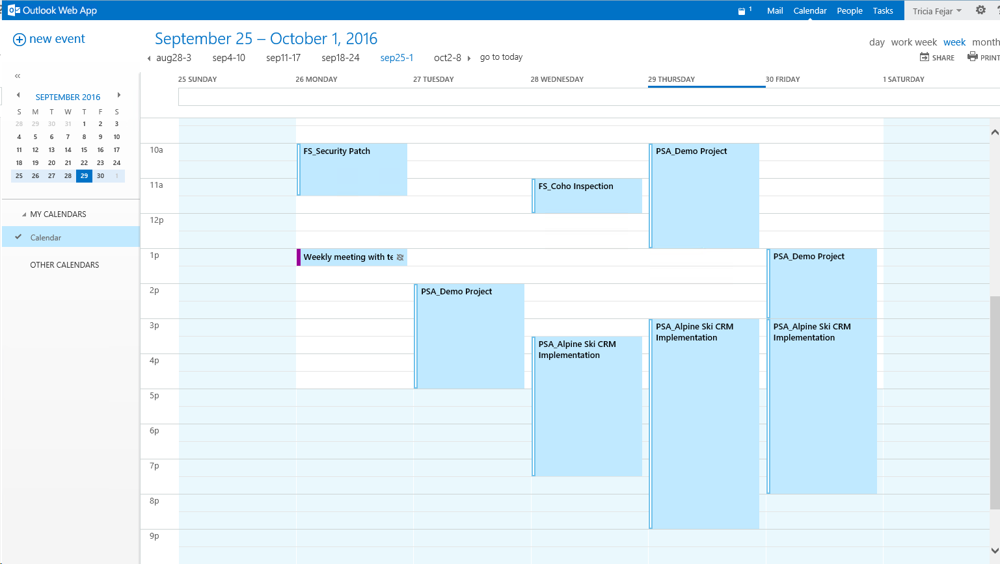 Outlook Web App
1
Mail Calendar People Tasks
Tricia Fejar
?
new event
September 25 – October 1, 2016
day work week week month
aug28-3 sep4-10 sep11-17 sep18-24 sep25-1 oct2-8 go to today
SHARE PRINT
«
25 SUNDAY 26 MONDAY 27 TUESDAY 28 WEDNESDAY 29 THURSDAY 30 FRIDAY 1 SATURDAY
SEPTEMBER 2016
S M T W T F S
28 29 30 31 1 2 3
4 5 6 7 8 9 10
11 12 13 14 15 16 17
18 19 20 21 22 23 24
25 26 27 28 29 30 1
MY CALENDARS
Calendar
OTHER CALENDARS
10a
FS_Security Patch
PSA_Demo Project
11a
FS_Coho Inspection
12p
1p
Weekly meeting with te
PSA_Demo Project
2p
PSA_Demo Project
3p
PSA_Alpine Ski CRM
Implementation
PSA_Alpine Ski CRM
Implementation
PSA_Alpine Ski CRM
Implementation
4p
5p
6p
7p
8p
9p